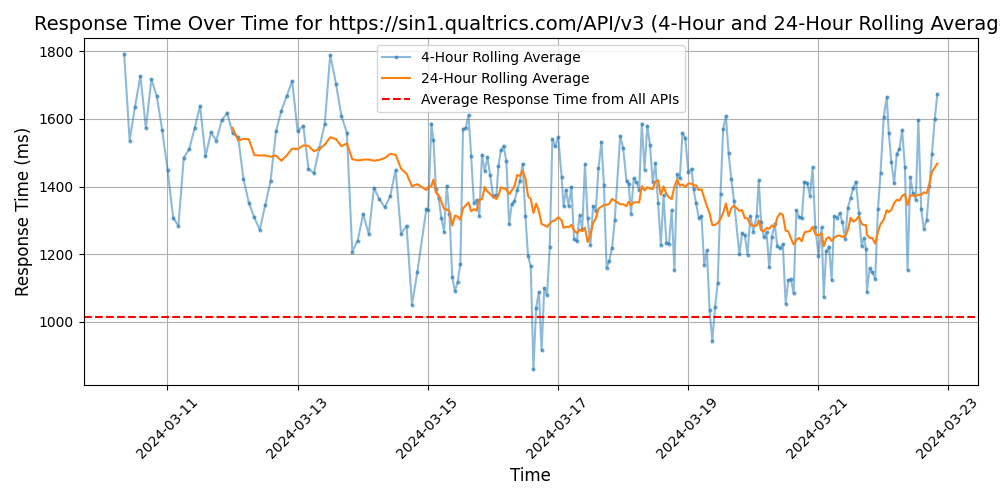 Response Time Over Time for https://sin1.qualtrics.com/API/v3 (4-Hour and 24-Hour Rolling Averag
4-Hour Rolling Average
24-Hour Rolling Average
Average Response Time from All APIs
Response Time (ms)
1800
1600
1400
1200
1000
2024-03-11
2024-03-13
2024-03-15
2024-03-17
2024-03-19
2024-03-21
2024-03-23
Time